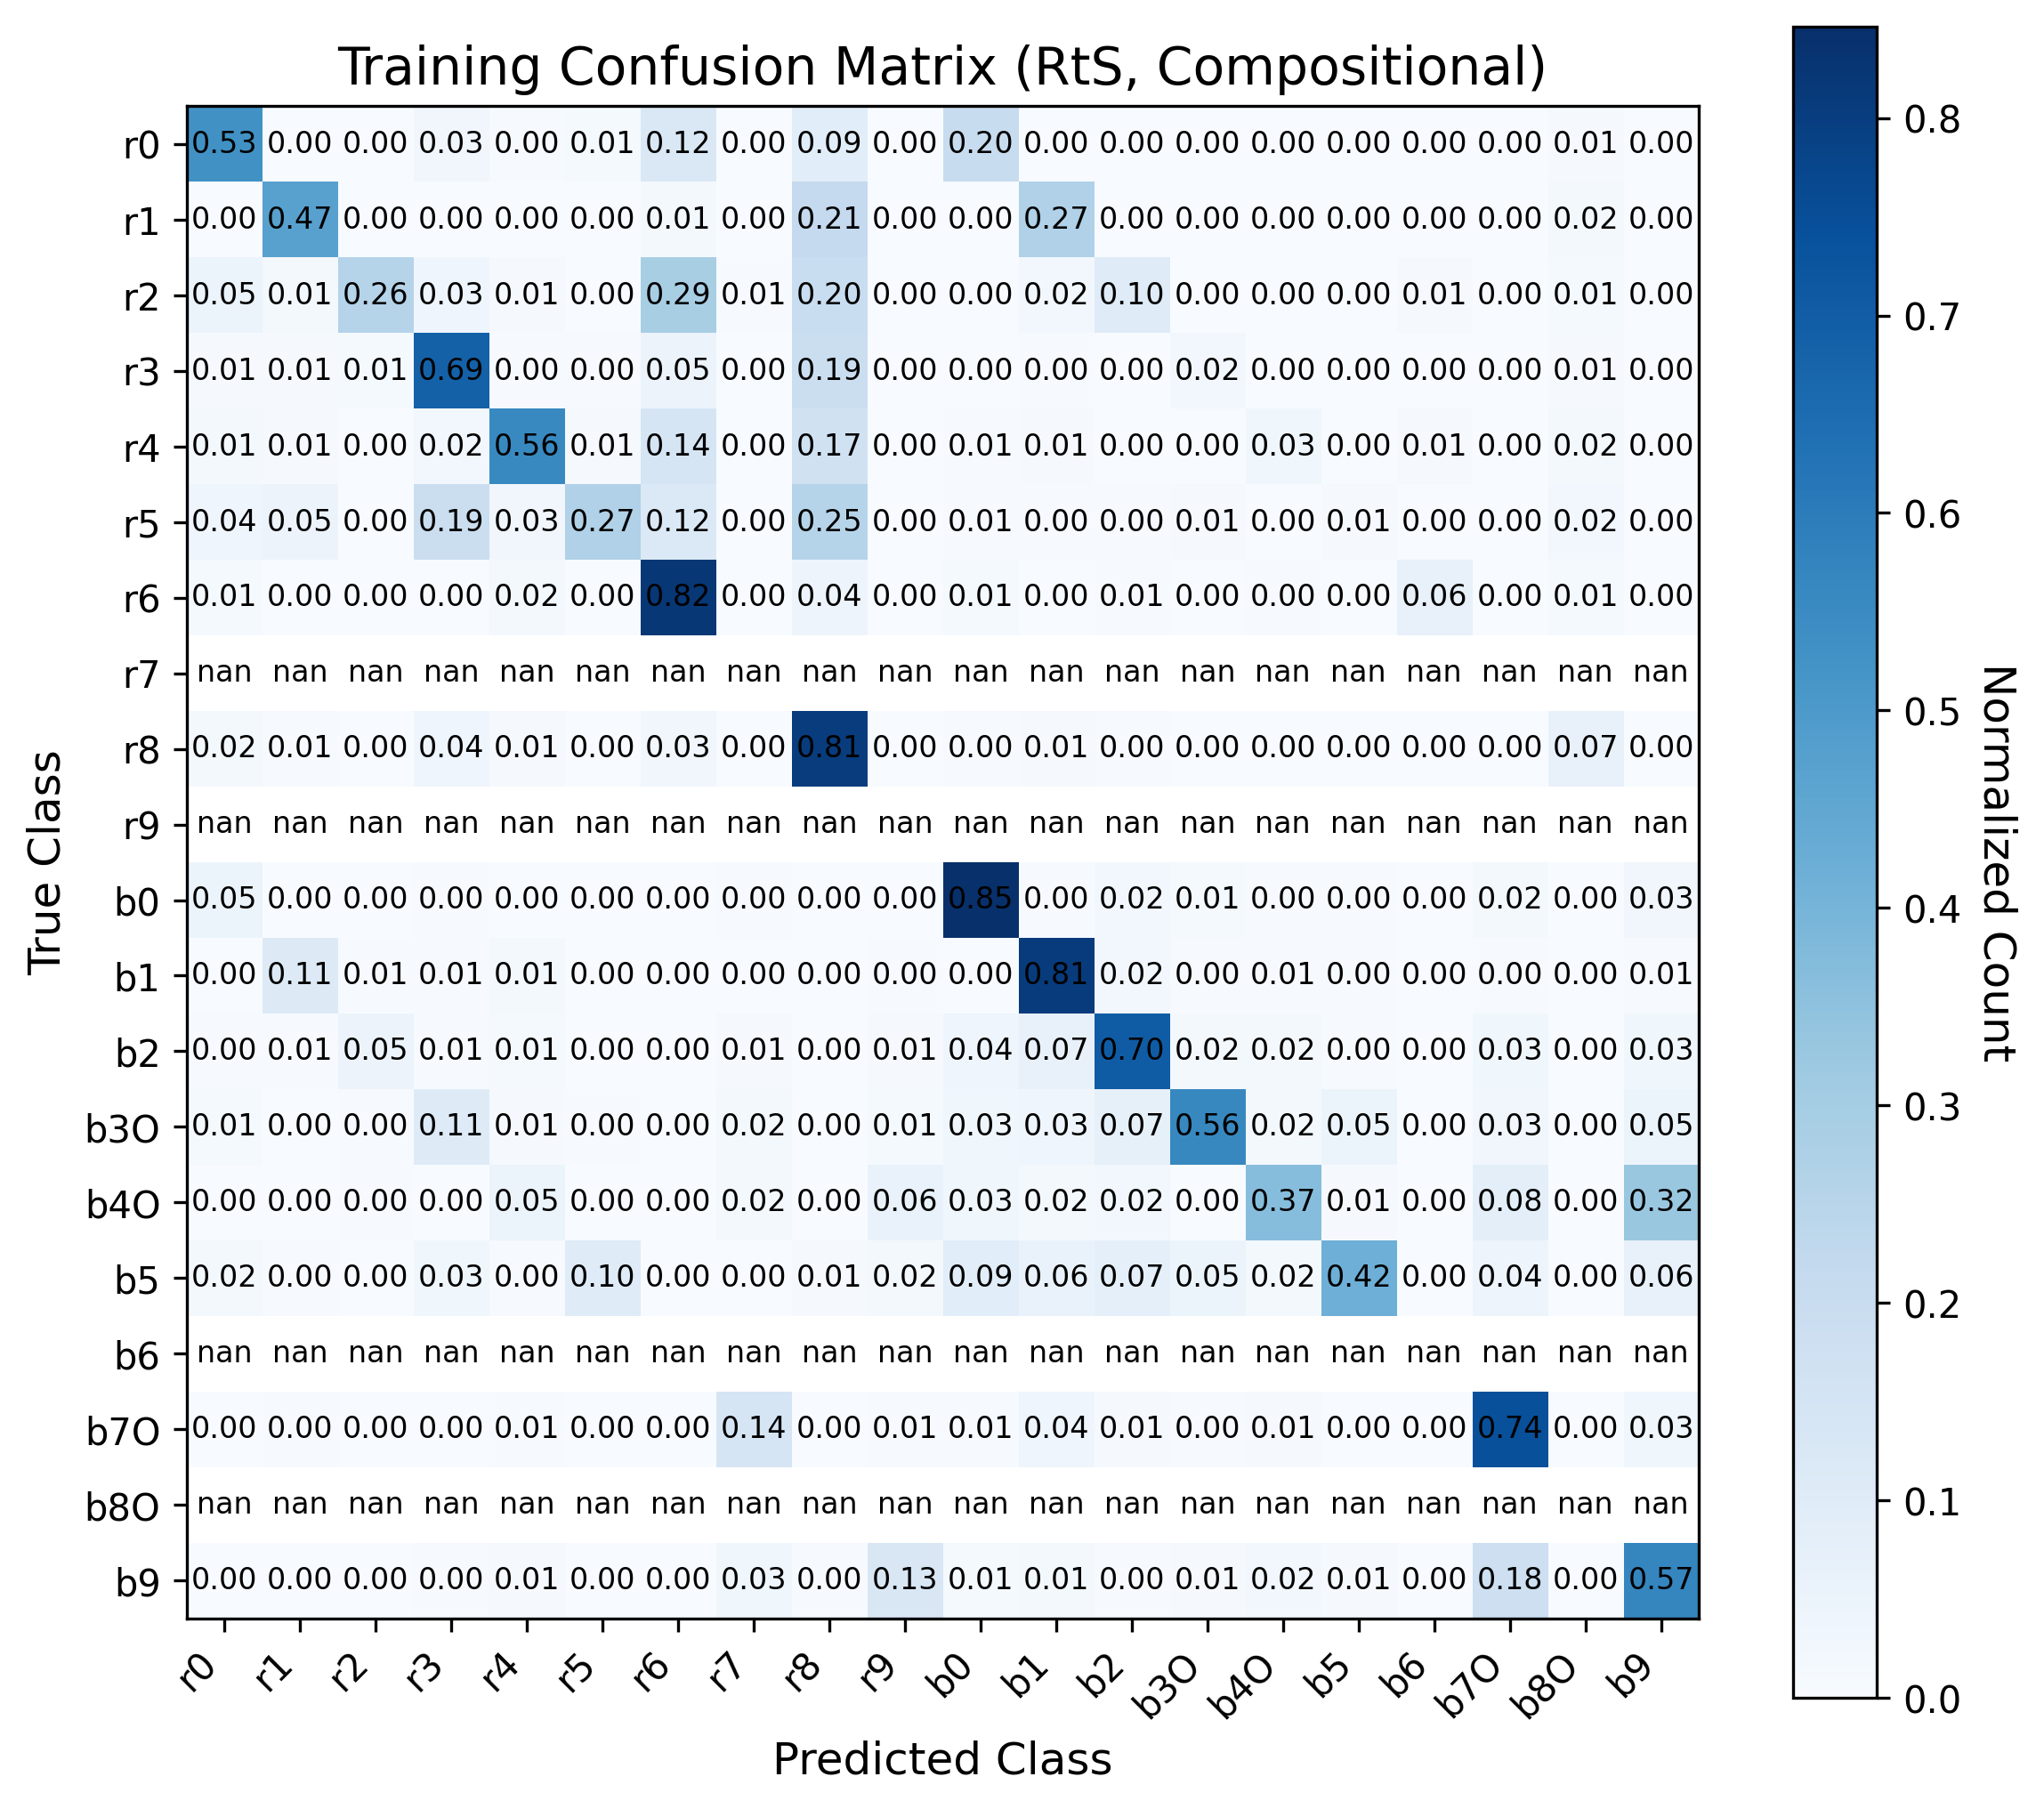 Training Confusion Matrix (RtS, Compositional)
r0 0.53 0.00 0.00 0.03 0.00 0.01 0.12 0.00 0.09 0.00 0.20 0.00 0.00 0.00 0.00 0.00 0.00 0.00 0.01 0.00
r1 0.00 0.47 0.00 0.00 0.00 0.00 0.01 0.00 0.21 0.00 0.00 0.27 0.00 0.00 0.00 0.00 0.00 0.00 0.02 0.00
r2 0.05 0.01 0.26 0.03 0.01 0.00 0.29 0.01 0.20 0.00 0.00 0.02 0.10 0.00 0.00 0.00 0.01 0.00 0.01 0.00
r3 0.01 0.01 0.01 0.69 0.00 0.00 0.05 0.00 0.19 0.00 0.00 0.00 0.00 0.02 0.00 0.00 0.00 0.00 0.01 0.00
r4 0.01 0.01 0.00 0.02 0.56 0.01 0.14 0.00 0.17 0.00 0.01 0.01 0.00 0.00 0.03 0.00 0.01 0.00 0.02 0.00
r5 0.04 0.05 0.00 0.19 0.03 0.27 0.12 0.00 0.25 0.00 0.01 0.00 0.00 0.01 0.00 0.01 0.00 0.00 0.02 0.00
r6 0.01 0.00 0.00 0.00 0.02 0.00 0.82 0.00 0.04 0.00 0.01 0.00 0.01 0.00 0.00 0.00 0.06 0.00 0.01 0.00
r7 nan nan nan nan nan nan nan nan nan nan nan nan nan nan nan nan nan nan nan nan
r8 0.02 0.01 0.00 0.04 0.01 0.00 0.03 0.00 0.81 0.00 0.00 0.01 0.00 0.00 0.00 0.00 0.00 0.00 0.07 0.00
r9 nan nan nan nan nan nan nan nan nan nan nan nan nan nan nan nan nan nan nan nan
b0 0.05 0.00 0.00 0.00 0.00 0.00 0.00 0.00 0.00 0.00 0.85 0.00 0.02 0.01 0.00 0.00 0.00 0.02 0.00 0.03
b1 0.00 0.11 0.01 0.01 0.01 0.00 0.00 0.00 0.00 0.00 0.00 0.81 0.02 0.00 0.01 0.00 0.00 0.00 0.00 0.01
b2 0.00 0.01 0.05 0.01 0.01 0.00 0.00 0.01 0.00 0.01 0.04 0.07 0.70 0.02 0.02 0.00 0.00 0.03 0.00 0.03
b3O 0.01 0.00 0.00 0.11 0.01 0.00 0.00 0.02 0.00 0.01 0.03 0.03 0.07 0.56 0.02 0.05 0.00 0.03 0.00 0.05
b4O 0.00 0.00 0.00 0.00 0.05 0.00 0.00 0.02 0.00 0.06 0.03 0.02 0.02 0.00 0.37 0.01 0.00 0.08 0.00 0.32
b5 0.02 0.00 0.00 0.03 0.00 0.10 0.00 0.00 0.01 0.02 0.09 0.06 0.07 0.05 0.02 0.42 0.00 0.04 0.00 0.06
b6 nan nan nan nan nan nan nan nan nan nan nan nan nan nan nan nan nan nan nan nan
b7O 0.00 0.00 0.00 0.00 0.01 0.00 0.00 0.14 0.00 0.01 0.01 0.04 0.01 0.00 0.01 0.00 0.00 0.74 0.00 0.03
b8O nan nan nan nan nan nan nan nan nan nan nan nan nan nan nan nan nan nan nan nan
b9 0.00 0.00 0.00 0.00 0.01 0.00 0.00 0.03 0.00 0.13 0.01 0.01 0.00 0.01 0.02 0.01 0.00 0.18 0.00 0.57
r0 r1 r2 r3 r4 r5 r6 r7 r8 r9 b0 b1 b2 b3O b4O b5 b6 b7O b8O b9
Predicted Class
True Class
0.8
0.7
0.6
0.5
0.4
0.3
0.2
0.1
0.0
Normalized Count